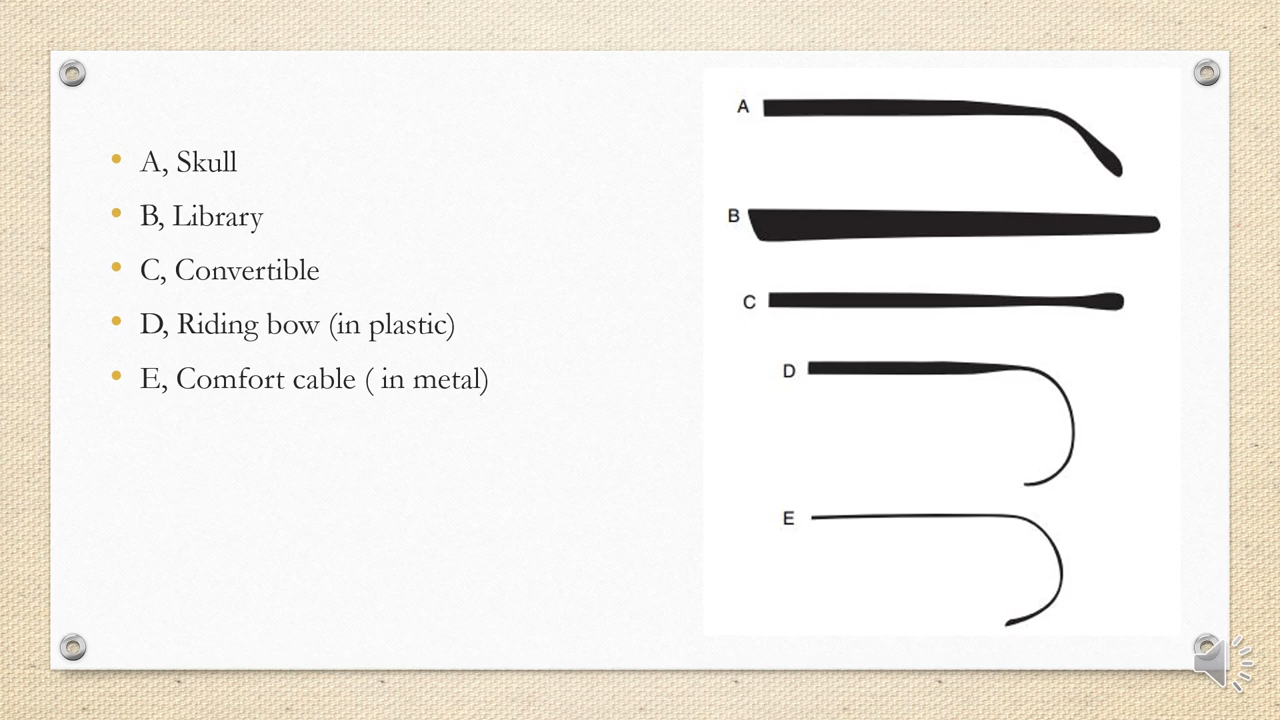 A, Skull
B, Library
C, Convertible
D, Riding bow (in plastic)
E, Comfort cable ( in metal)
A
B
C
D
E